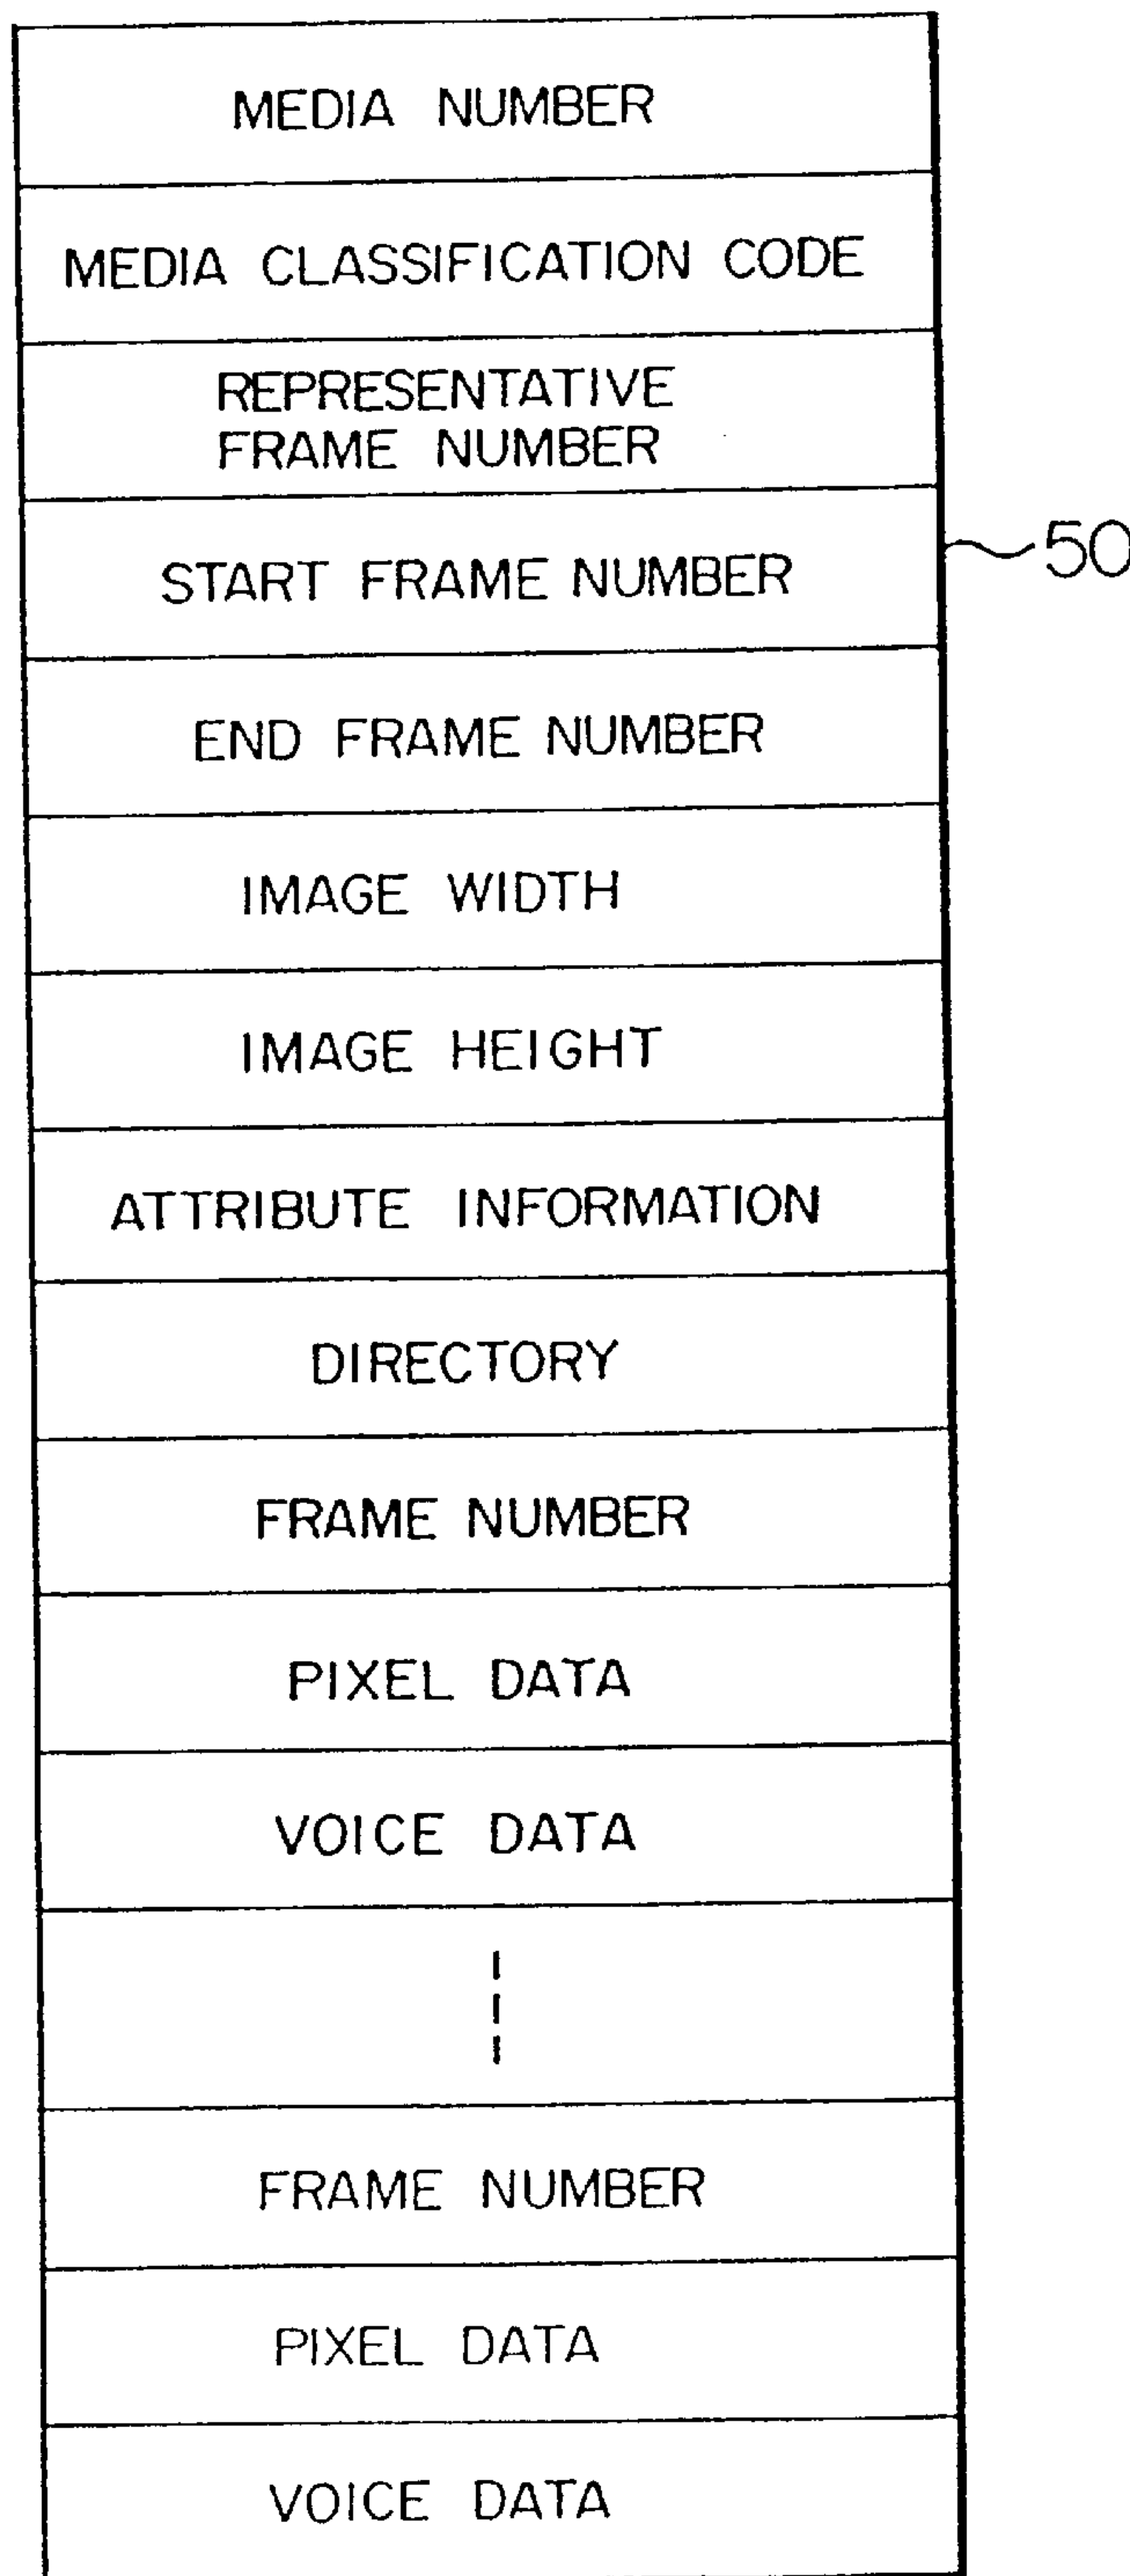 MEDIA NUMBER
MEDIA CLASSIFICATION CODE
REPRESENTATIVE
FRAME NUMBER
START FRAME NUMBER
50
END FRAME NUMBER
IMAGE WIDTH
IMAGE HEIGHT
ATTRIBUTE INFORMATION
DIRECTORY
FRAME NUMBER
PIXEL DATA
VOICE DATA
FRAME NUMBER
PIXEL DATA
VOICE DATA